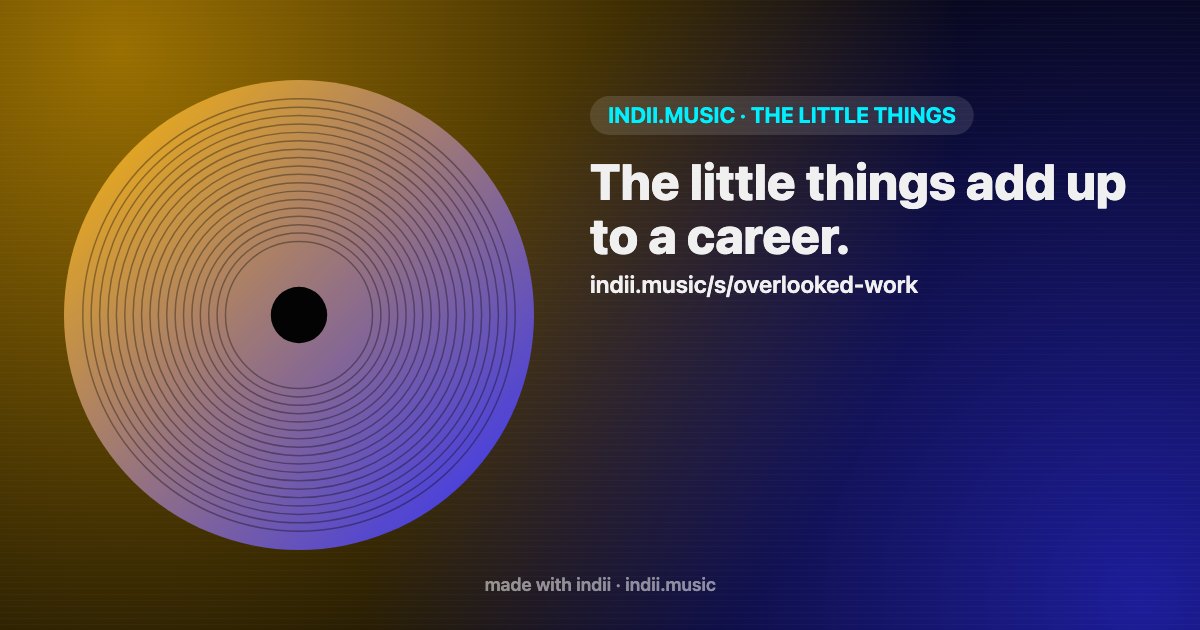 INDII.MUSIC · THE LITTLE THINGS
The little things add up
to a career.
indii.music/s/overlooked-work
made with indii · indii.music